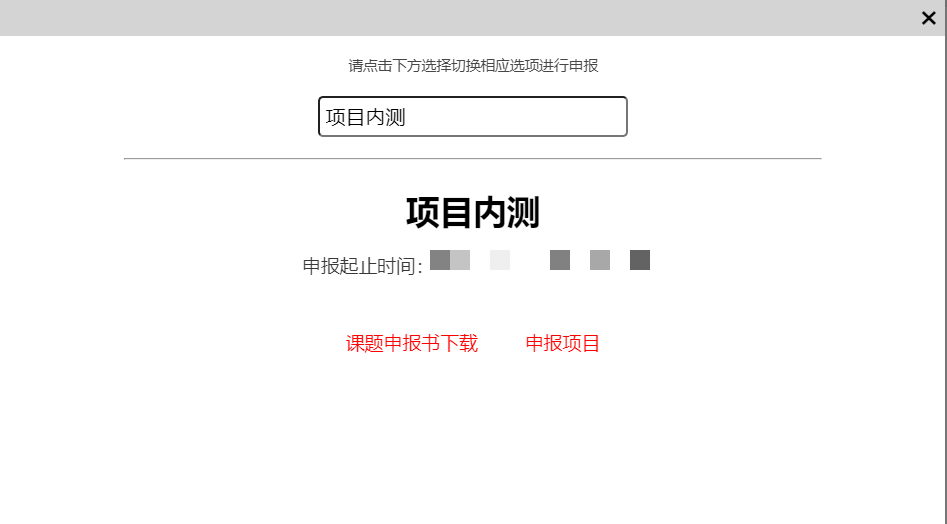 请点击下方选择切换相应选项进行申报
项目内测
项目内测
申报起止时间：
课题申报书下载 申报项目